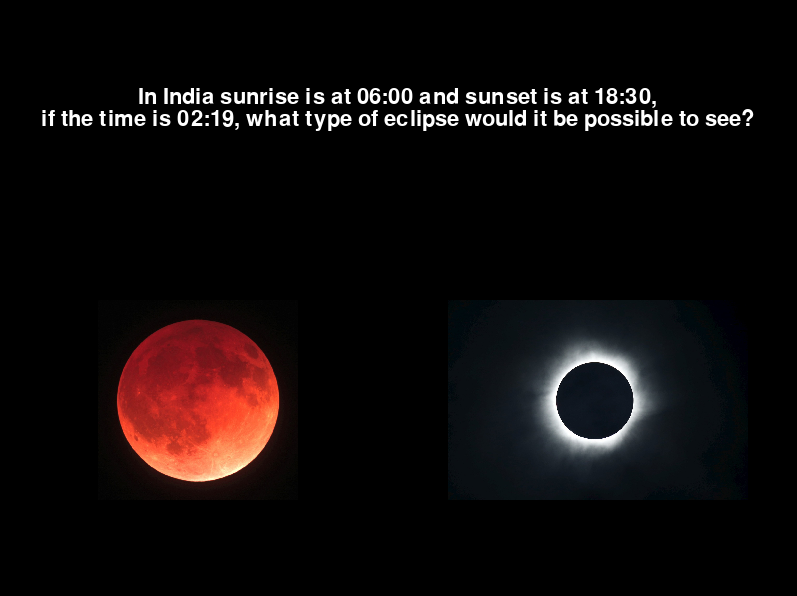 In India sunrise is at 06:00 and sunset is at 18:30,
if the time is 02:19, what type of eclipse would it be possible to see?